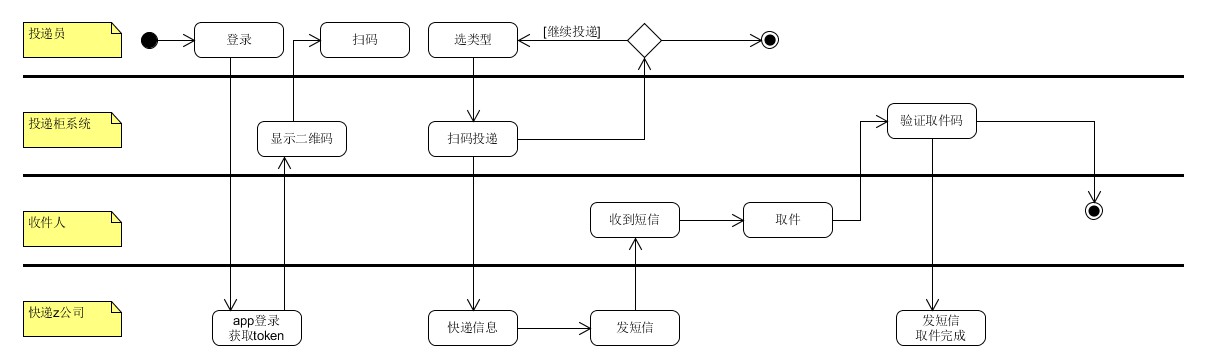 投递员
登录
扫码
选类型
[继续投递]
投递柜系统
显示二维码
扫码投递
验证取件码
收件人
收到短信
取件
快递z公司
app登录
获取token
快递信息
发短信
发短信
取件完成